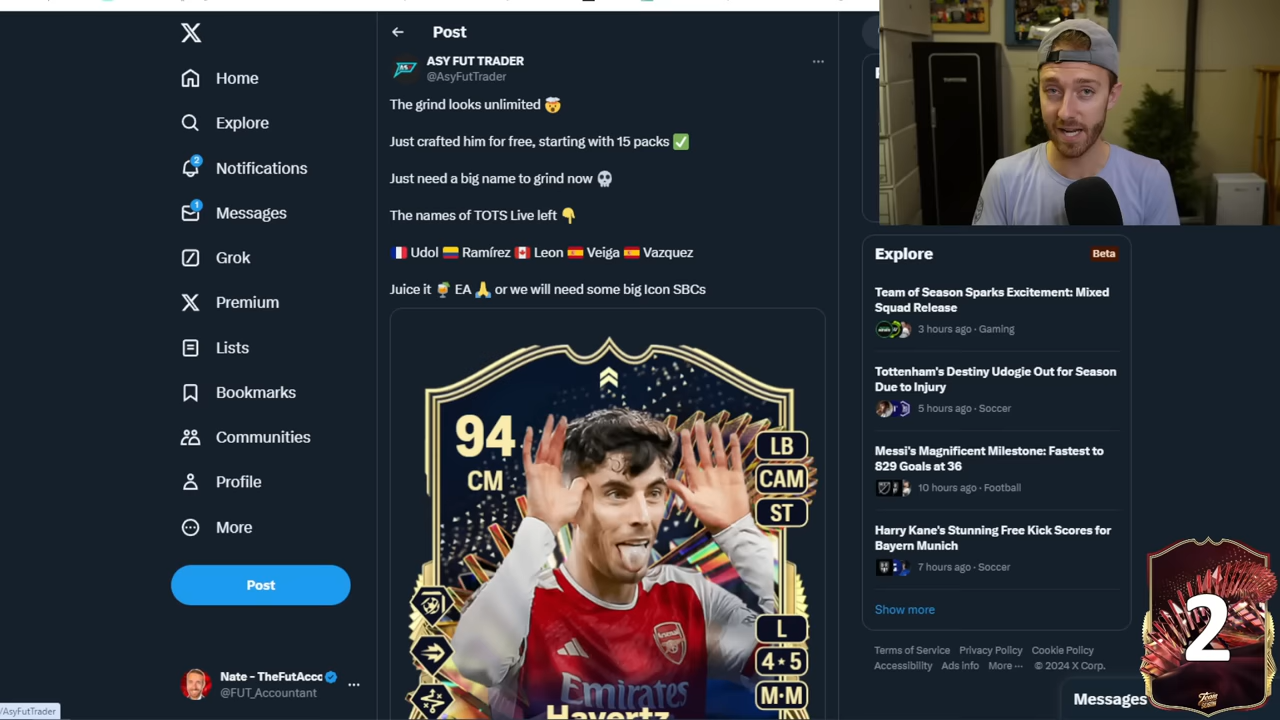 Post
ASY FUT TRADER
@AsyFutTrader
Home
Explore
Notifications
2
Messages
1
Grok
Premium
Lists
Bookmarks
Communities
Profile
More
Post
Nate - TheFutAcc
@FUT_Accountant
/AsyFutTrader
The grind looks unlimited 🤯
Just crafted him for free, starting with 15 packs ✅
Just need a big name to grind now 💀
The names of TOTS Live left 👇
🇫🇷 Udol 🇨🇴 Ramírez 🇨🇦 Leon 🇪🇸 Veiga 🇪🇸 Vazquez
Juice it 🍹 EA 🙏 or we will need some big Icon SBCs
94
CM
LB
CAM
ST
L
4★5
M·M
Emirates
Havertz
Arsenal
Explore
Beta
Team of Season Sparks Excitement: Mixed
Squad Release
3 hours ago · Gaming
Tottenham's Destiny Udogie Out for Season
Due to Injury
5 hours ago · Soccer
Messi's Magnificent Milestone: Fastest to
829 Goals at 36
10 hours ago · Football
Harry Kane's Stunning Free Kick Scores for
Bayern Munich
7 hours ago · Soccer
Show more
Terms of Service Privacy Policy Cookie Policy
Accessibility Ads info More ··· © 2024 X Corp.
Messages
2